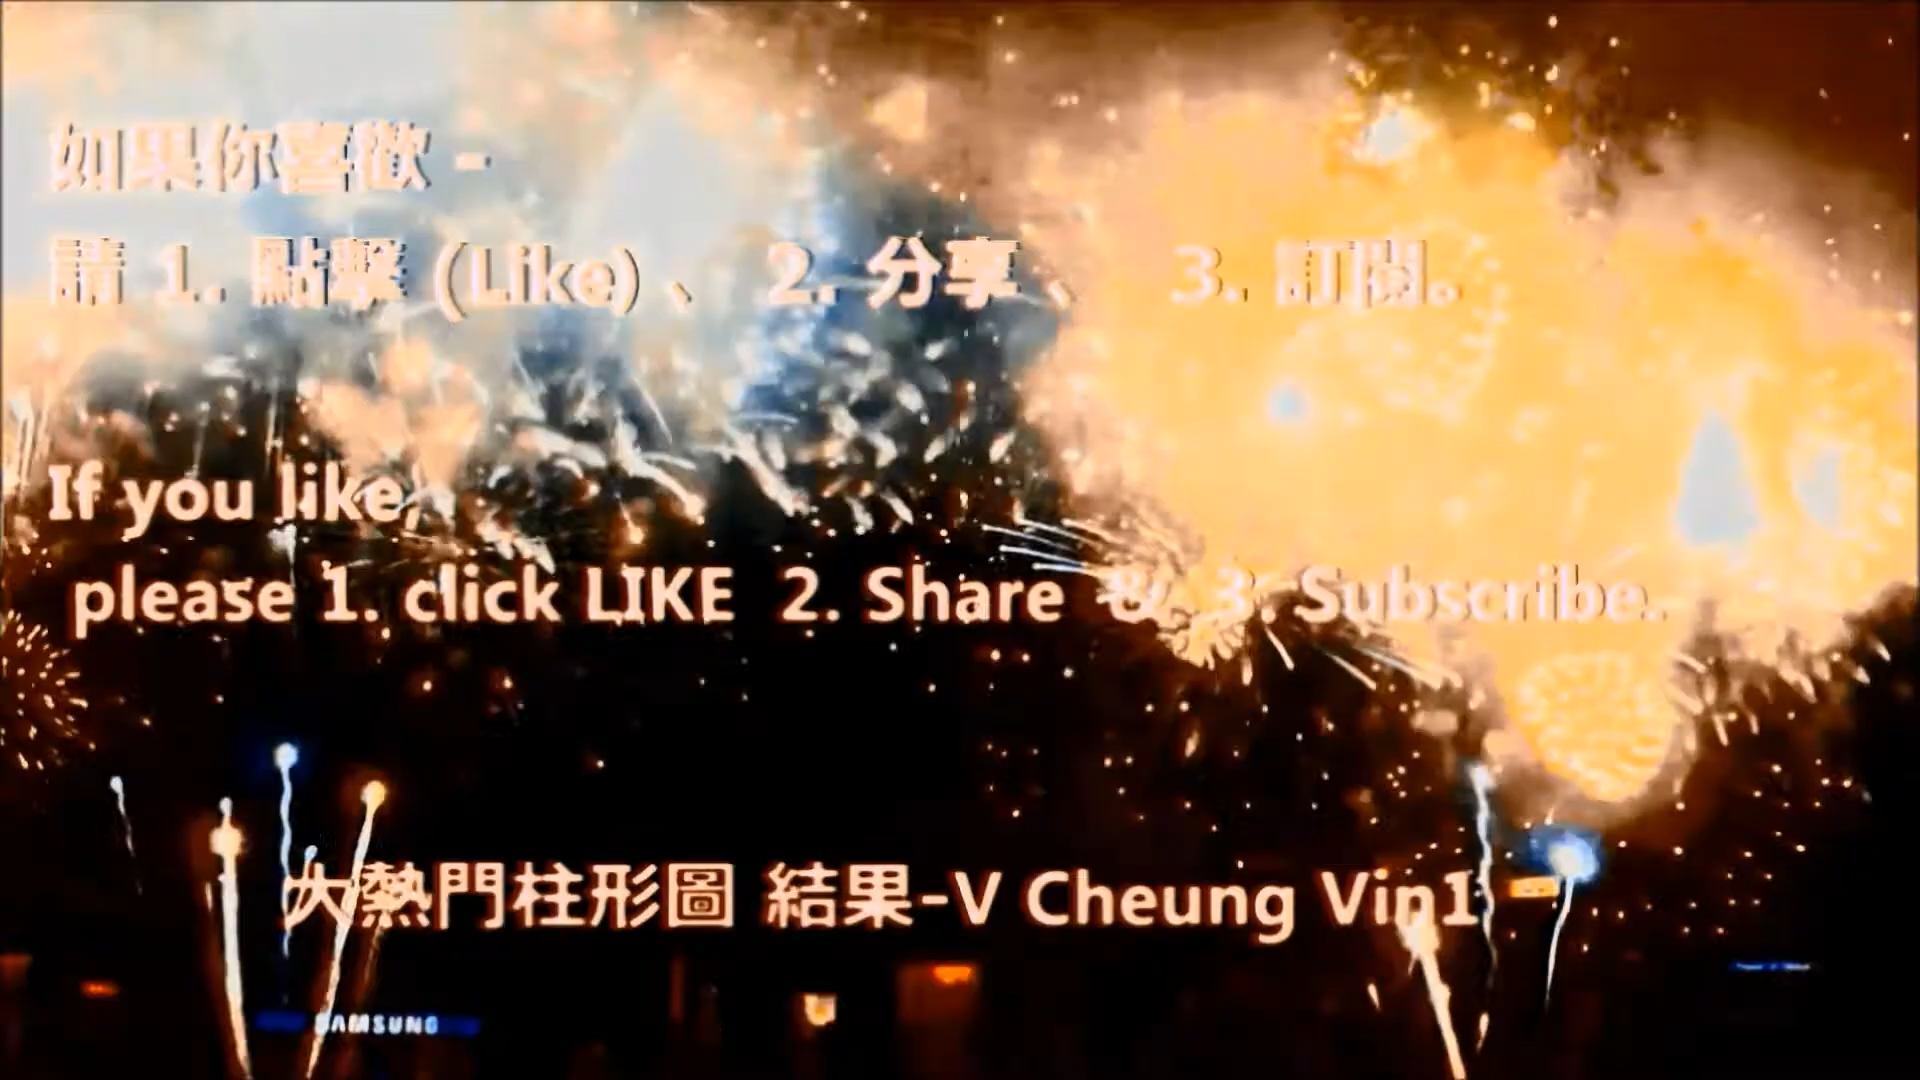 如果你喜歡 -
請 1. 點擊 (Like) 、 2. 分享 、 3. 訂閱。
If you like,
please 1. click LIKE 2. Share & 3. Subscribe..
大熱門柱形圖 結果-V Cheung Vin1
SAMSUNG